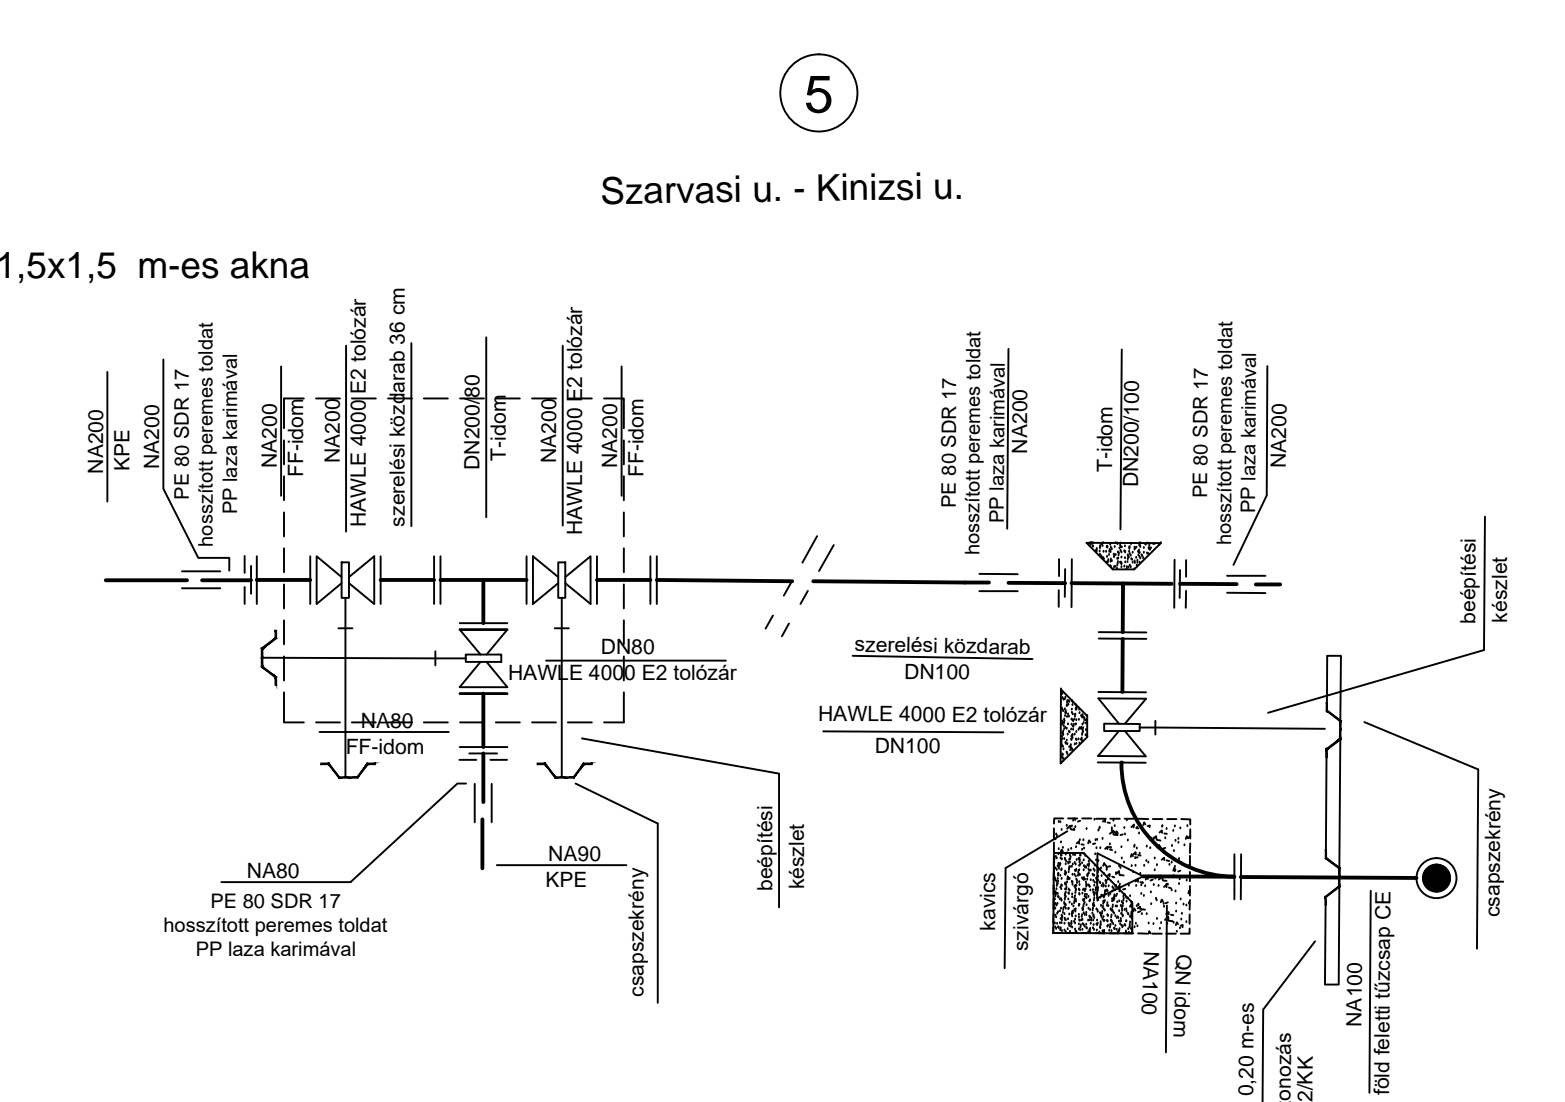 5
Szarvasi u. - Kinizsi u.
1,5x1,5 m-es akna
NA200
KPE
NA200
PE 80 SDR 17
hosszított peremes toldat
PP laza karimával
NA200
FF-idom
NA200
HAWLE 4000 E2 tolózár
szerelési közdarab 36 cm
DN200/80
T-idom
NA200
HAWLE 4000 E2 tolózár
NA200
FF-idom
PE 80 SDR 17
hosszított peremes toldat
PP laza karimával
NA200
T-idom
DN200/100
PE 80 SDR 17
hosszított peremes toldat
PP laza karimával
NA200
beépítési
készlet
DN80
HAWLE 4000 E2 tolózár
szerelési közdarab
DN100
HAWLE 4000 E2 tolózár
DN100
NA80
FF-idom
NA80
PE 80 SDR 17
hosszított peremes toldat
PP laza karimával
NA90
KPE
csapszekrény
beépítési
készlet
kavics
szivárgó
QN idom
NA100
csapszekrény
0,20 m-es
onozás
2/KK
NA100
föld feletti tűzcsap CE